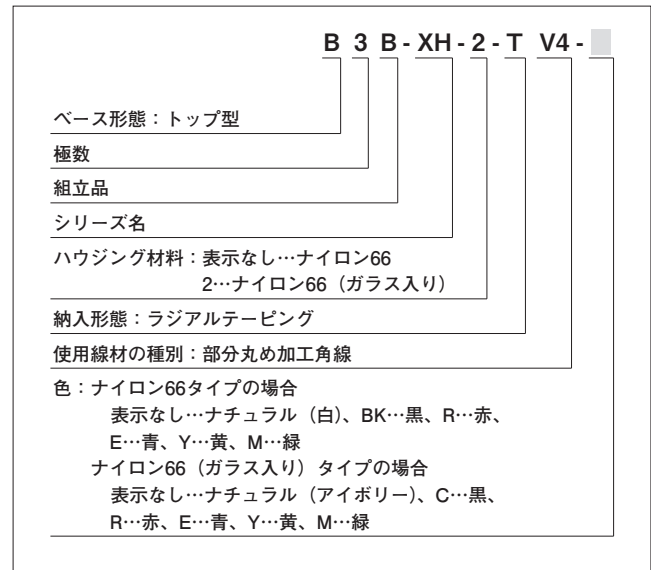 B 3 B - XH - 2 - T V4 -
ベース形態：トップ型
極数
組立品
シリーズ名
ハウジング材料：表示なし…ナイロン66
2…ナイロン66（ガラス入り）
納入形態：ラジアルテーピング
使用線材の種別：部分丸め加工角線
色：ナイロン66タイプの場合
表示なし…ナチュラル（白）、BK…黒、R…赤、
E…青、Y…黄、M…緑
ナイロン66（ガラス入り）タイプの場合
表示なし…ナチュラル（アイボリー）、C…黒、
R…赤、E…青、Y…黄、M…緑